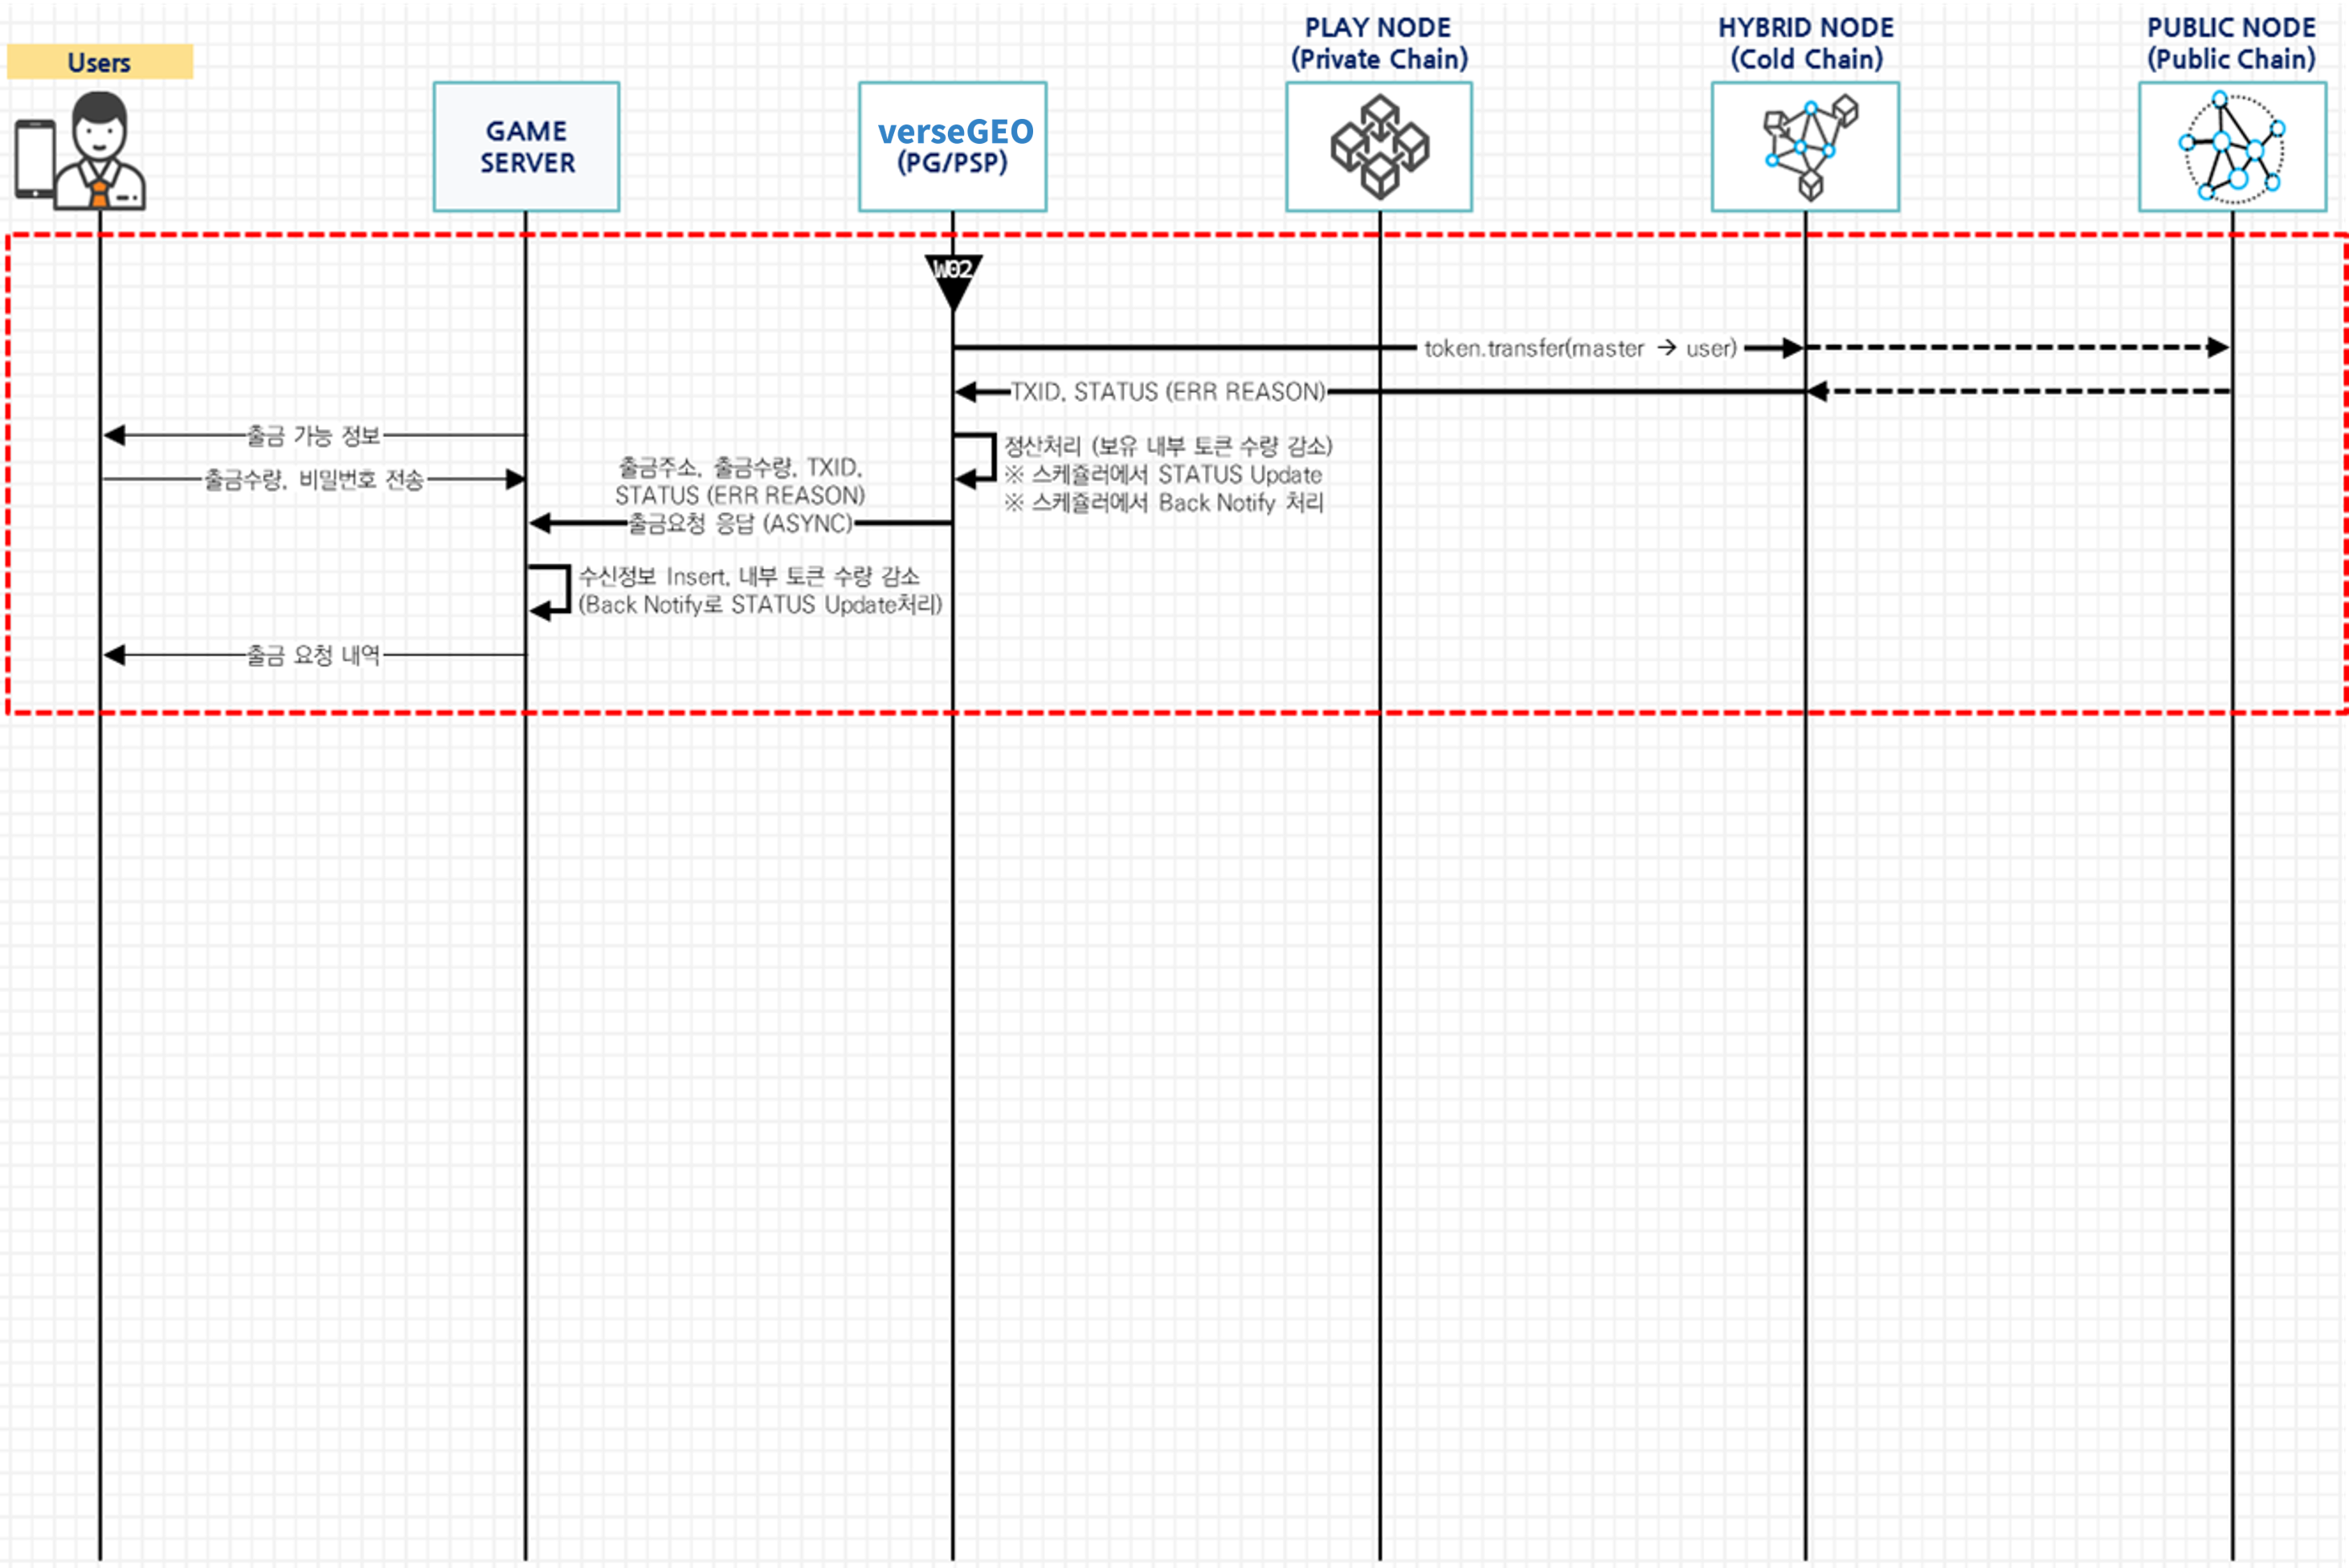 Users
GAME
SERVER
verseGEO
(PG/PSP)
PLAY NODE
(Private Chain)
HYBRID NODE
(Cold Chain)
PUBLIC NODE
(Public Chain)
W02
token.transfer(master → user)
TXID, STATUS (ERR REASON)
출금 가능 정보
정산처리 (보유 내부 토큰 수량 감소)
※ 스케쥴러에서 STATUS Update
※ 스케쥴러에서 Back Notify 처리
출금수량, 비밀번호 전송
출금주소, 출금수량, TXID,
STATUS (ERR REASON)
출금요청 응답 (ASYNC)
수신정보 Insert, 내부 토큰 수량 감소
(Back Notify로 STATUS Update처리)
출금 요청 내역